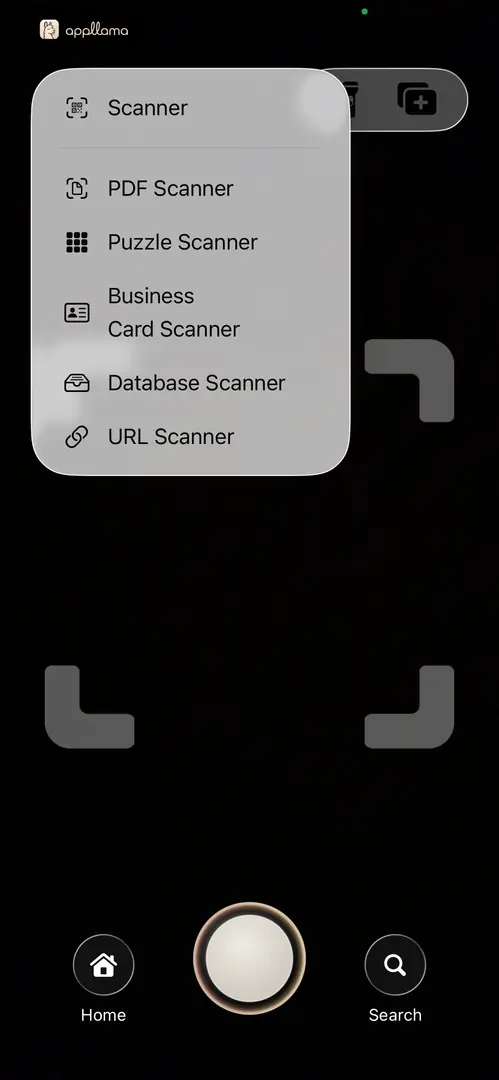 appllama
Scanner
PDF Scanner
Puzzle Scanner
Business
Card Scanner
Database Scanner
URL Scanner
Home
Search